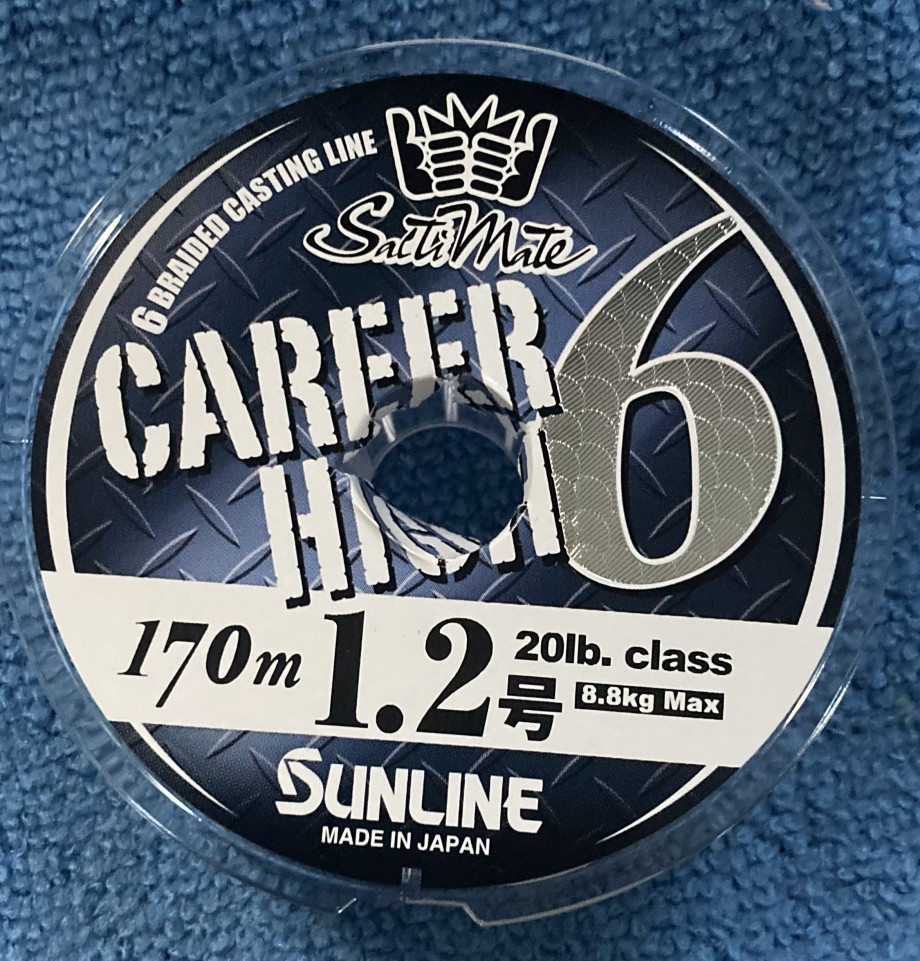 6 BRAIDED CASTING LINE
SaltiMate
CAREER
HIGH
6
170m
1.2号
20lb. class
8.8kg Max
SUNLINE
MADE IN JAPAN